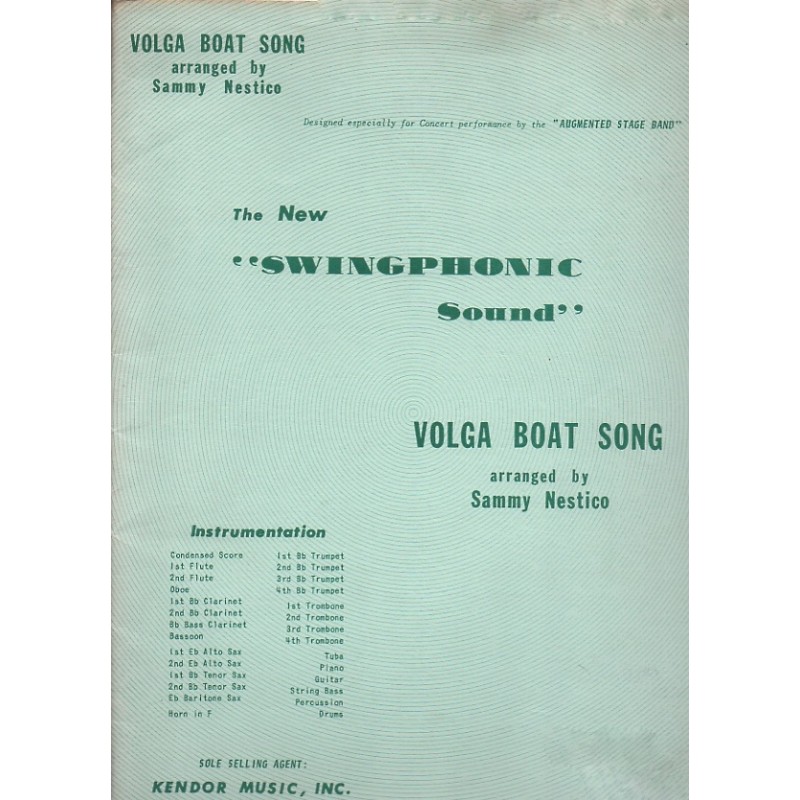 VOLGA BOAT SONG
arranged by
Sammy Nestico
Designed especially for Concert performance by the "AUGMENTED STAGE BAND"
The New
"SWINGPHONIC
Sound"
VOLGA BOAT SONG
arranged by
Sammy Nestico
Instrumentation
Condensed Score
1st Flute
2nd Flute
Oboe
1st Bb Clarinet
2nd Bb Clarinet
Bb Bass Clarinet
Bassoon
1st Eb Alto Sax
2nd Eb Alto Sax
1st Bb Tenor Sax
2nd Bb Tenor Sax
Eb Baritone Sax
Horn in F
1st Bb Trumpet
2nd Bb Trumpet
3rd Bb Trumpet
4th Bb Trumpet
1st Trombone
2nd Trombone
3rd Trombone
4th Trombone
Tuba
Piano
Guitar
String Bass
Percussion
Drums
SOLE SELLING AGENT:
KENDOR MUSIC, INC.